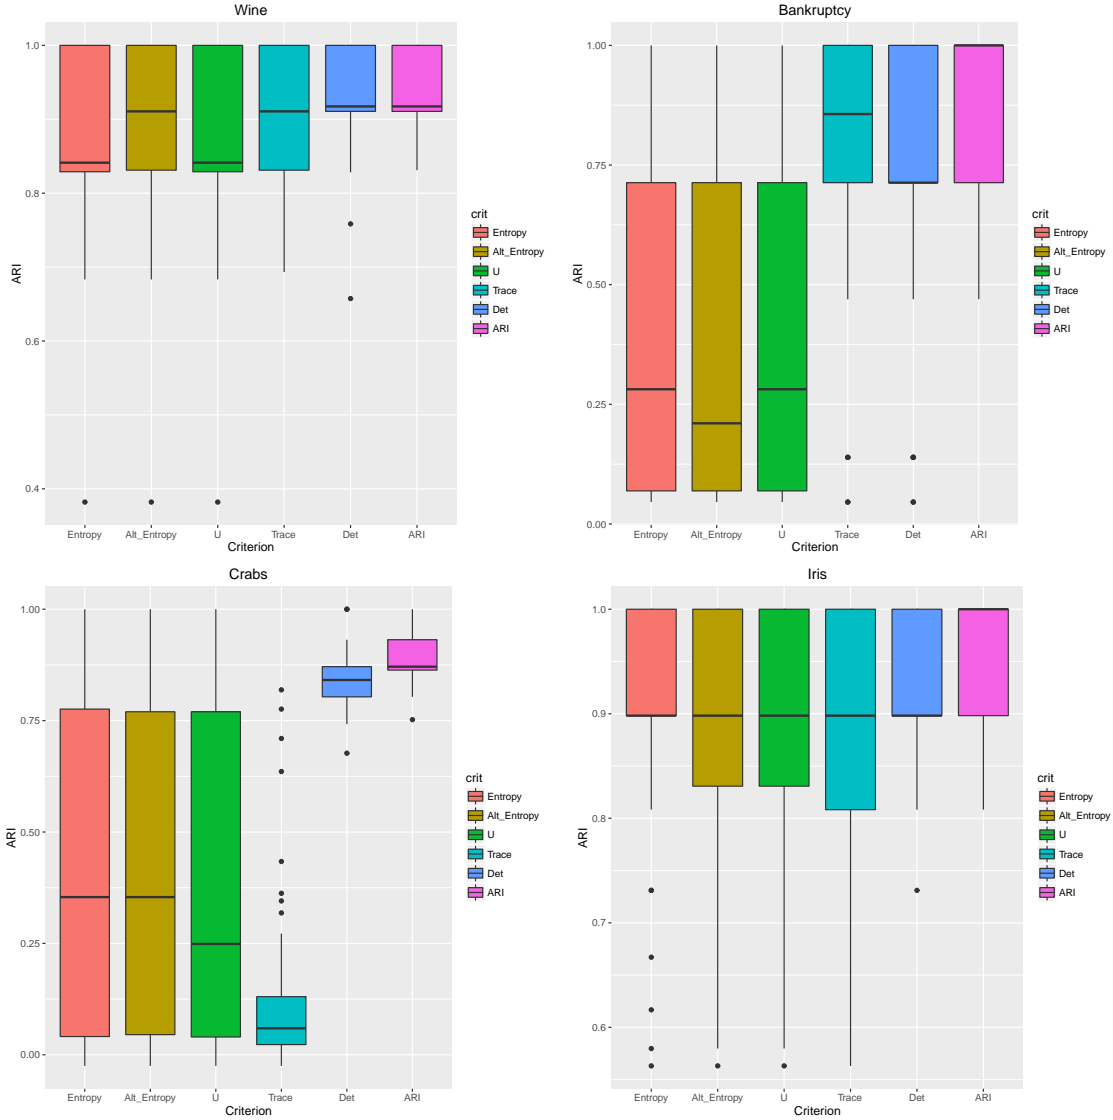 Wine
ARI
1.0
0.8
0.6
0.4
Entropy Alt_Entropy U Trace Det ARI
Criterion
crit
Entropy
Alt_Entropy
U
Trace
Det
ARI
Bankruptcy
ARI
1.00
0.75
0.50
0.25
0.00
Entropy Alt_Entropy U Trace Det ARI
Criterion
crit
Entropy
Alt_Entropy
U
Trace
Det
ARI
Crabs
ARI
1.00
0.75
0.50
0.25
0.00
Entropy Alt_Entropy U Trace Det ARI
Criterion
crit
Entropy
Alt_Entropy
U
Trace
Det
ARI
Iris
ARI
1.0
0.9
0.8
0.7
0.6
Entropy Alt_Entropy U Trace Det ARI
Criterion
crit
Entropy
Alt_Entropy
U
Trace
Det
ARI